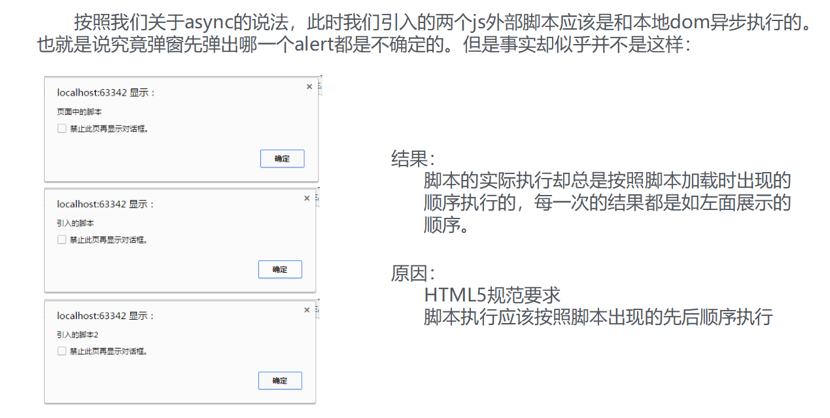 按照我们关于async的说法，此时我们引入的两个js外部脚本应该是和本地dom异步执行的。
也就是说究竟弹窗先弹出哪一个alert都是不确定的。但是事实却似乎并不是这样：
localhost:63342 显示：
页面中的脚本
禁止此页再显示对话框。
确定
localhost:63342 显示：
引入的脚本
禁止此页再显示对话框。
确定
localhost:63342 显示：
引入的脚本2
禁止此页再显示对话框。
确定
结果：
脚本的实际执行却总是按照脚本加载时出现的
顺序执行的，每一次的结果都是如左面展示的
顺序。
原因：
HTML5规范要求
脚本执行应该按照脚本出现的先后顺序执行